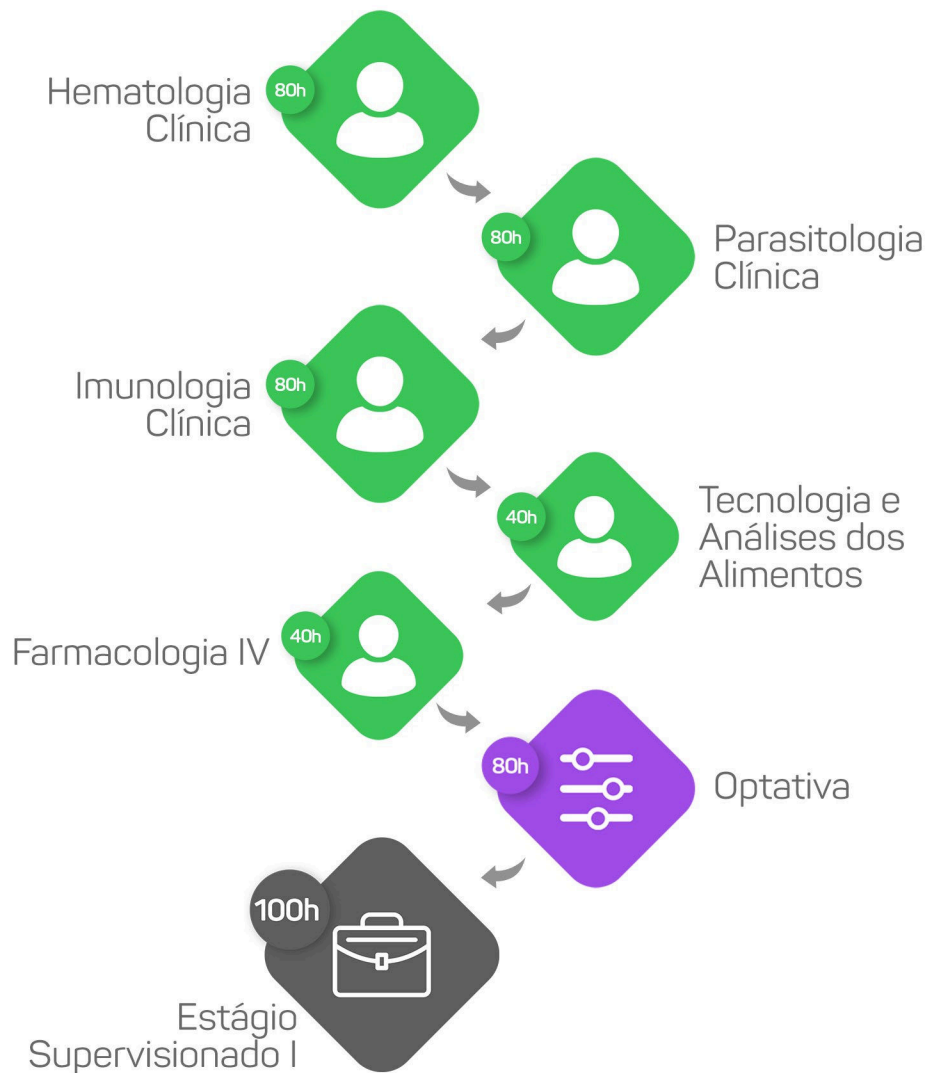 80h
Hematologia
Clínica
80h
Parasitologia
Clínica
80h
Imunologia
Clínica
40h
Tecnologia e
Análises dos
Alimentos
40h
Farmacologia IV
80h
Optativa
100h
Estágio
Supervisionado I